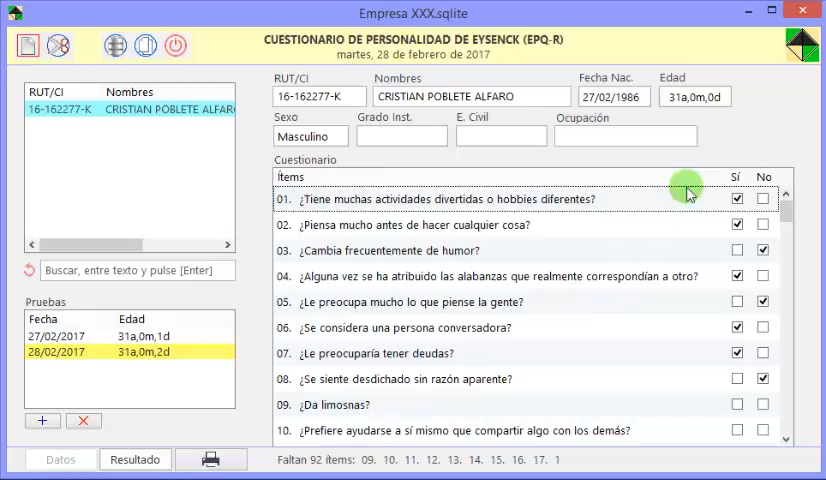 Empresa XXX.sqlite
CUESTIONARIO DE PERSONALIDAD DE EYSENCK (EPQ-R)
martes, 28 de febrero de 2017
RUT/CI Nombres
16-162277-K CRISTIAN POBLETE ALFAR
Buscar, entre texto y pulse [Enter]
Pruebas
Fecha Edad
27/02/2017 31a,0m,1d
28/02/2017 31a,0m,2d
RUT/CI Nombres Fecha Nac. Edad
16-162277-K CRISTIAN POBLETE ALFARO 27/02/1986 31a,0m,0d
Sexo Grado Inst. E. Civil Ocupación
Masculino
Cuestionario
Ítems Sí No
01. ¿Tiene muchas actividades divertidas o hobbies diferentes?
02. ¿Piensa mucho antes de hacer cualquier cosa?
03. ¿Cambia frecuentemente de humor?
04. ¿Alguna vez se ha atribuido las alabanzas que realmente correspondían a otro?
05. ¿Le preocupa mucho lo que piense la gente?
06. ¿Se considera una persona conversadora?
07. ¿Le preocuparía tener deudas?
08. ¿Se siente desdichado sin razón aparente?
09. ¿Da limosnas?
10. ¿Prefiere ayudarse a sí mismo que compartir algo con los demás?
Datos Resultado Faltan 92 ítems: 09. 10. 11. 12. 13. 14. 15. 16. 17. 1